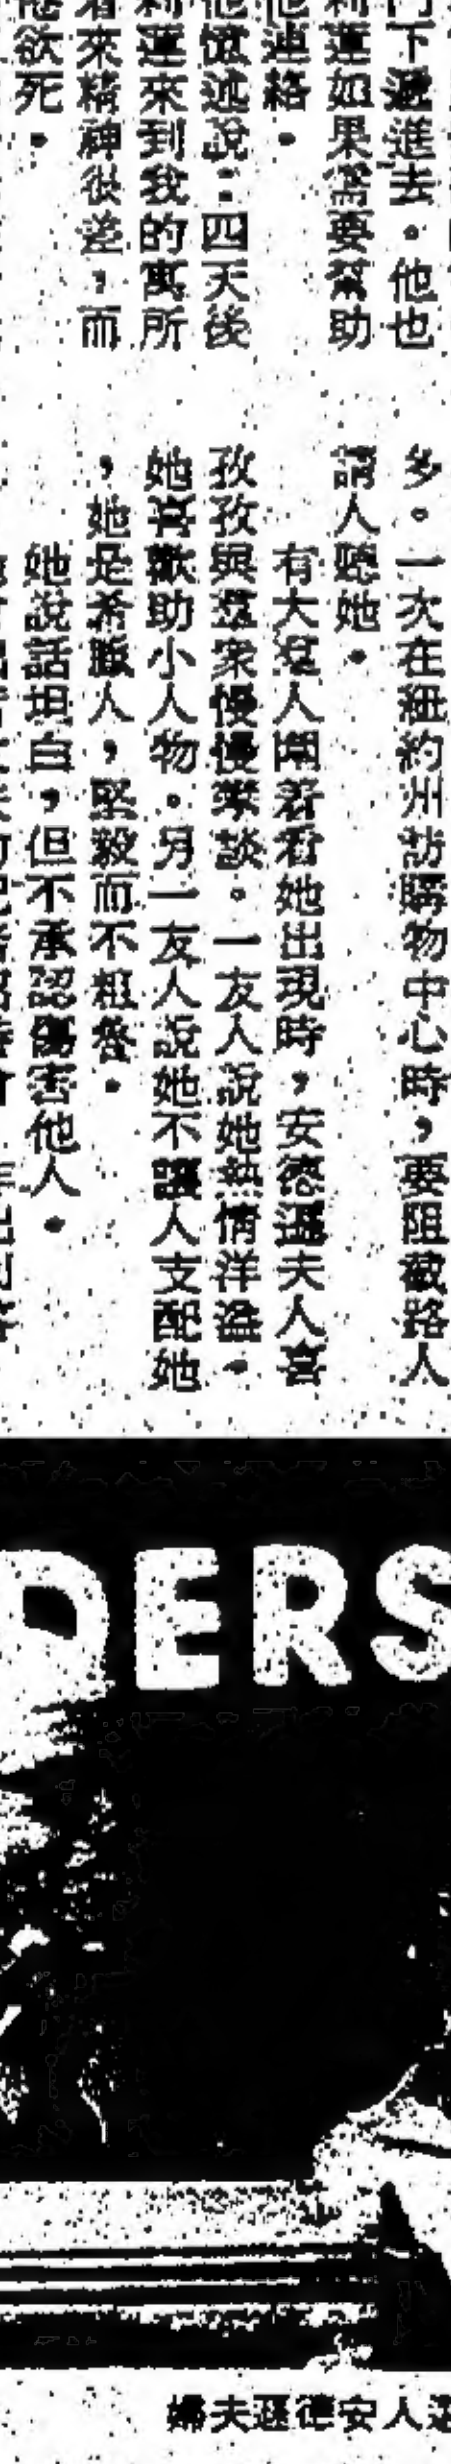 下遞進去。他也
利蓮如果需要幫助
他連絡。
他憶述說：四天後
利蓮來到我的寓所
看來精神很差，而
欲死。
多。一次在紐約州訪購物中心時，要阻截路人
請人聽她。
有大羣人着看她出現時，安德遜夫人喜
孜孜與羣衆慢慢談。一友人說她熱情洋溢。
她喜歡助小人物。另一友人說她不讓人支配她
，她是希臘人，堅毅而不粗魯。
她說話坦白，但不承認傷害他人。
DERS
人安德遜夫婦